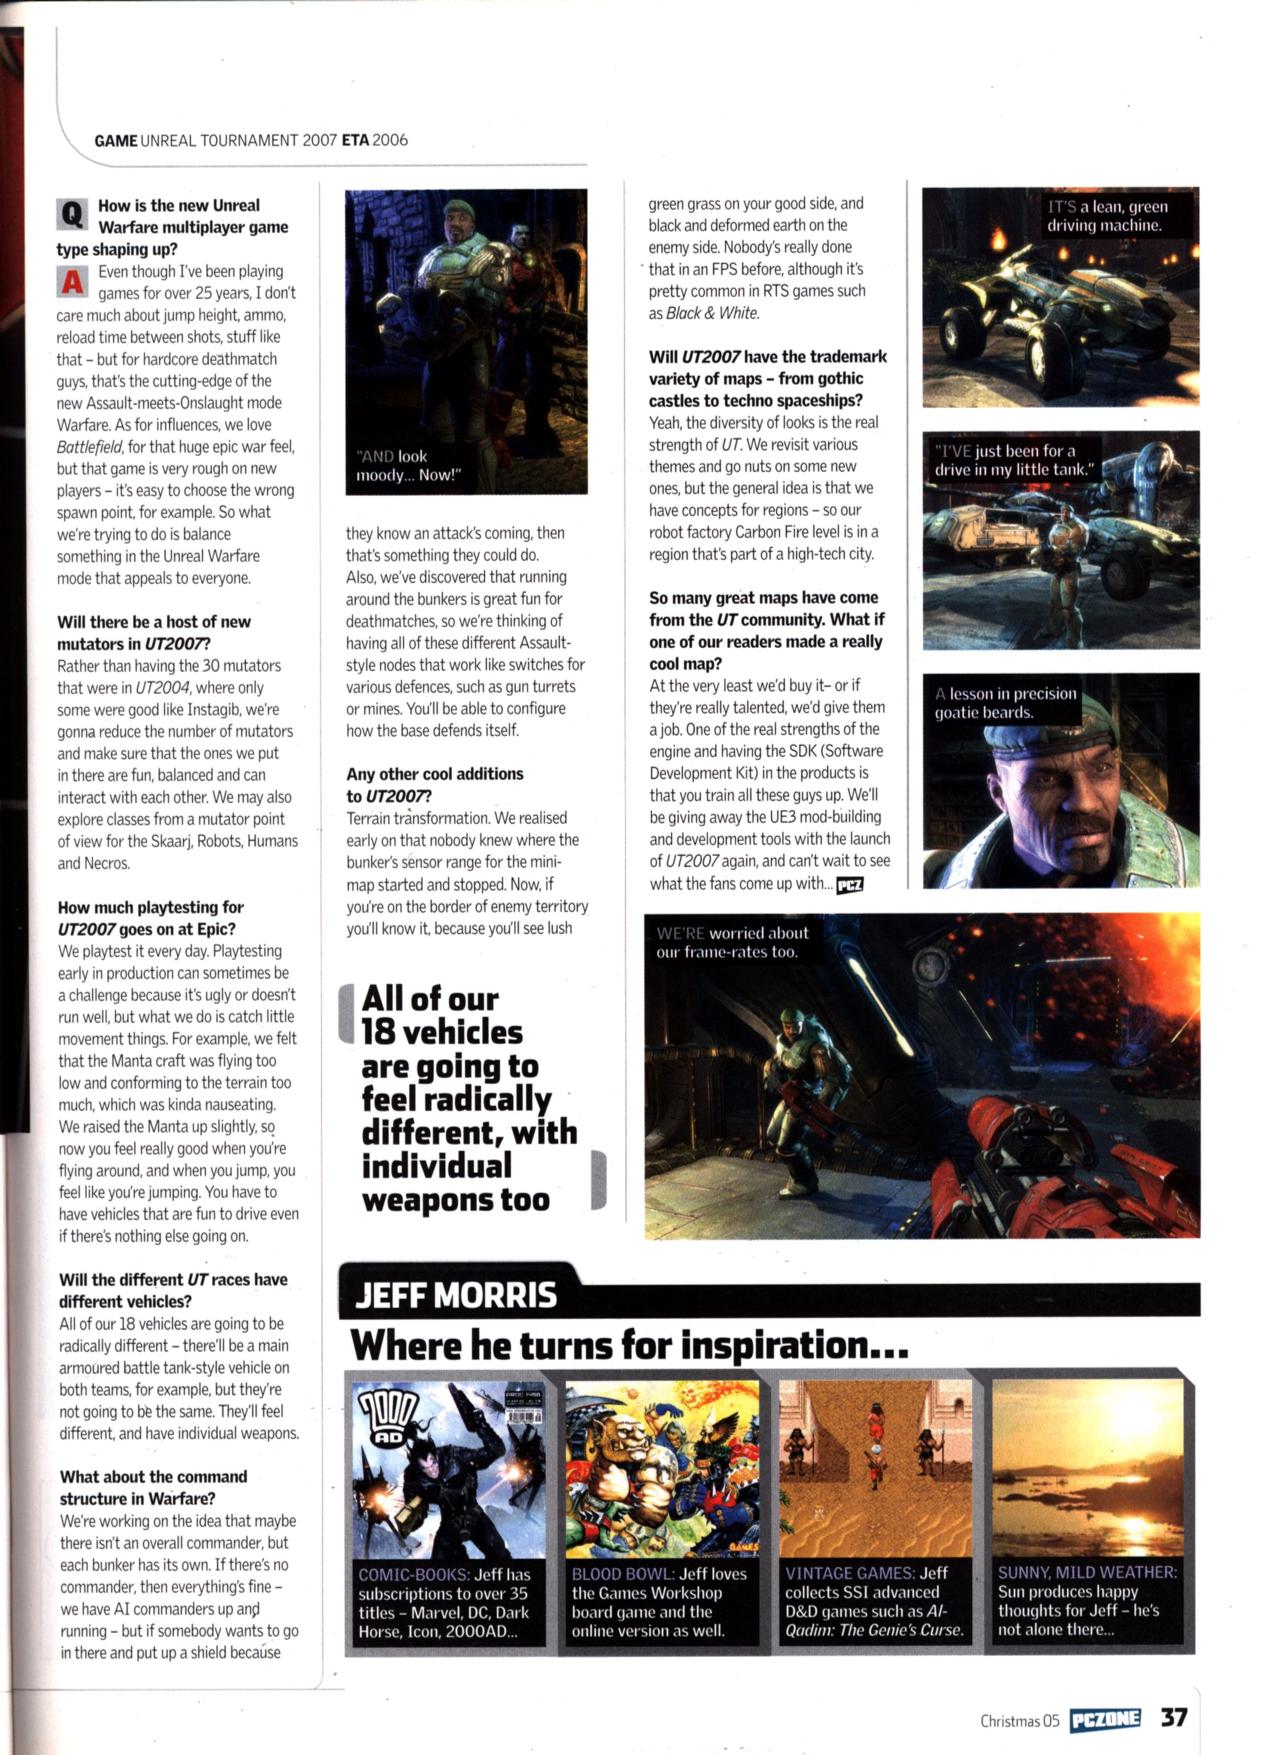 GAME UNREAL TOURNAMENT 2007 ETA 2006
Q How is the new Unreal
Warfare multiplayer game
type shaping up?
A Even though I've been playing
games for over 25 years, I don't
care much about jump height, ammo,
reload time between shots, stuff like
that – but for hardcore deathmatch
guys, that's the cutting-edge of the
new Assault-meets-Onslaught mode
Warfare. As for influences, we love
Battlefield, for that huge epic war feel,
but that game is very rough on new
players – it's easy to choose the wrong
spawn point, for example. So what
we're trying to do is balance
something in the Unreal Warfare
mode that appeals to everyone.
Will there be a host of new
mutators in UT2007?
Rather than having the 30 mutators
that were in UT2004, where only
some were good like Instagib, we're
gonna reduce the number of mutators
and make sure that the ones we put
in there are fun, balanced and can
interact with each other. We may also
explore classes from a mutator point
of view for the Skaarj, Robots, Humans
and Necros.
How much playtesting for
UT2007 goes on at Epic?
We playtest it every day. Playtesting
early in production can sometimes be
a challenge because it's ugly or doesn't
run well, but what we do is catch little
movement things. For example, we felt
that the Manta craft was flying too
low and conforming to the terrain too
much, which was kinda nauseating.
We raised the Manta up slightly, so
now you feel really good when you're
flying around, and when you jump, you
feel like you're jumping. You have to
have vehicles that are fun to drive even
if there's nothing else going on.
Will the different UT races have
different vehicles?
All of our 18 vehicles are going to be
radically different – there'll be a main
armoured battle tank-style vehicle on
both teams, for example, but they're
not going to be the same. They'll feel
different, and have individual weapons.
What about the command
structure in Warfare?
We're working on the idea that maybe
there isn't an overall commander, but
each bunker has its own. If there's no
commander, then everything's fine –
we have AI commanders up and
running – but if somebody wants to go
in there and put up a shield because
"AND look
moody... Now!"
they know an attack's coming, then
that's something they could do.
Also, we've discovered that running
around the bunkers is great fun for
deathmatches, so we're thinking of
having all of these different Assault-
style nodes that work like switches for
various defences, such as gun turrets
or mines. You'll be able to configure
how the base defends itself.
Any other cool additions
to UT2007?
Terrain transformation. We realised
early on that nobody knew where the
bunker's sensor range for the mini-
map started and stopped. Now, if
you're on the border of enemy territory
you'll know it, because you'll see lush
All of our
18 vehicles
are going to
feel radically
different, with
individual
weapons too
green grass on your good side, and
black and deformed earth on the
enemy side. Nobody's really done
that in an FPS before, although it's
pretty common in RTS games such
as Black & White.
Will UT2007 have the trademark
variety of maps – from gothic
castles to techno spaceships?
Yeah, the diversity of looks is the real
strength of UT. We revisit various
themes and go nuts on some new
ones, but the general idea is that we
have concepts for regions – so our
robot factory Carbon Fire level is in a
region that's part of a high-tech city.
So many great maps have come
from the UT community. What if
one of our readers made a really
cool map?
At the very least we'd buy it– or if
they're really talented, we'd give them
a job. One of the real strengths of the
engine and having the SDK (Software
Development Kit) in the products is
that you train all these guys up. We'll
be giving away the UE3 mod-building
and development tools with the launch
of UT2007 again, and can't wait to see
what the fans come up with... PCZ
IT'S a lean, green
driving machine.
"I'VE just been for a
drive in my little tank."
A lesson in precision
goatie beards.
WE'RE worried about
our frame-rates too.
JEFF MORRIS
Where he turns for inspiration...
2000
AD
GAMES
COMIC-BOOKS: Jeff has
subscriptions to over 35
titles – Marvel, DC, Dark
Horse, Icon, 2000AD...
BLOOD BOWL: Jeff loves
the Games Workshop
board game and the
online version as well.
VINTAGE GAMES: Jeff
collects SSI advanced
D&D games such as Al-
Qadim: The Genie's Curse.
SUNNY, MILD WEATHER:
Sun produces happy
thoughts for Jeff – he's
not alone there...
Christmas 05 PCZONE 37